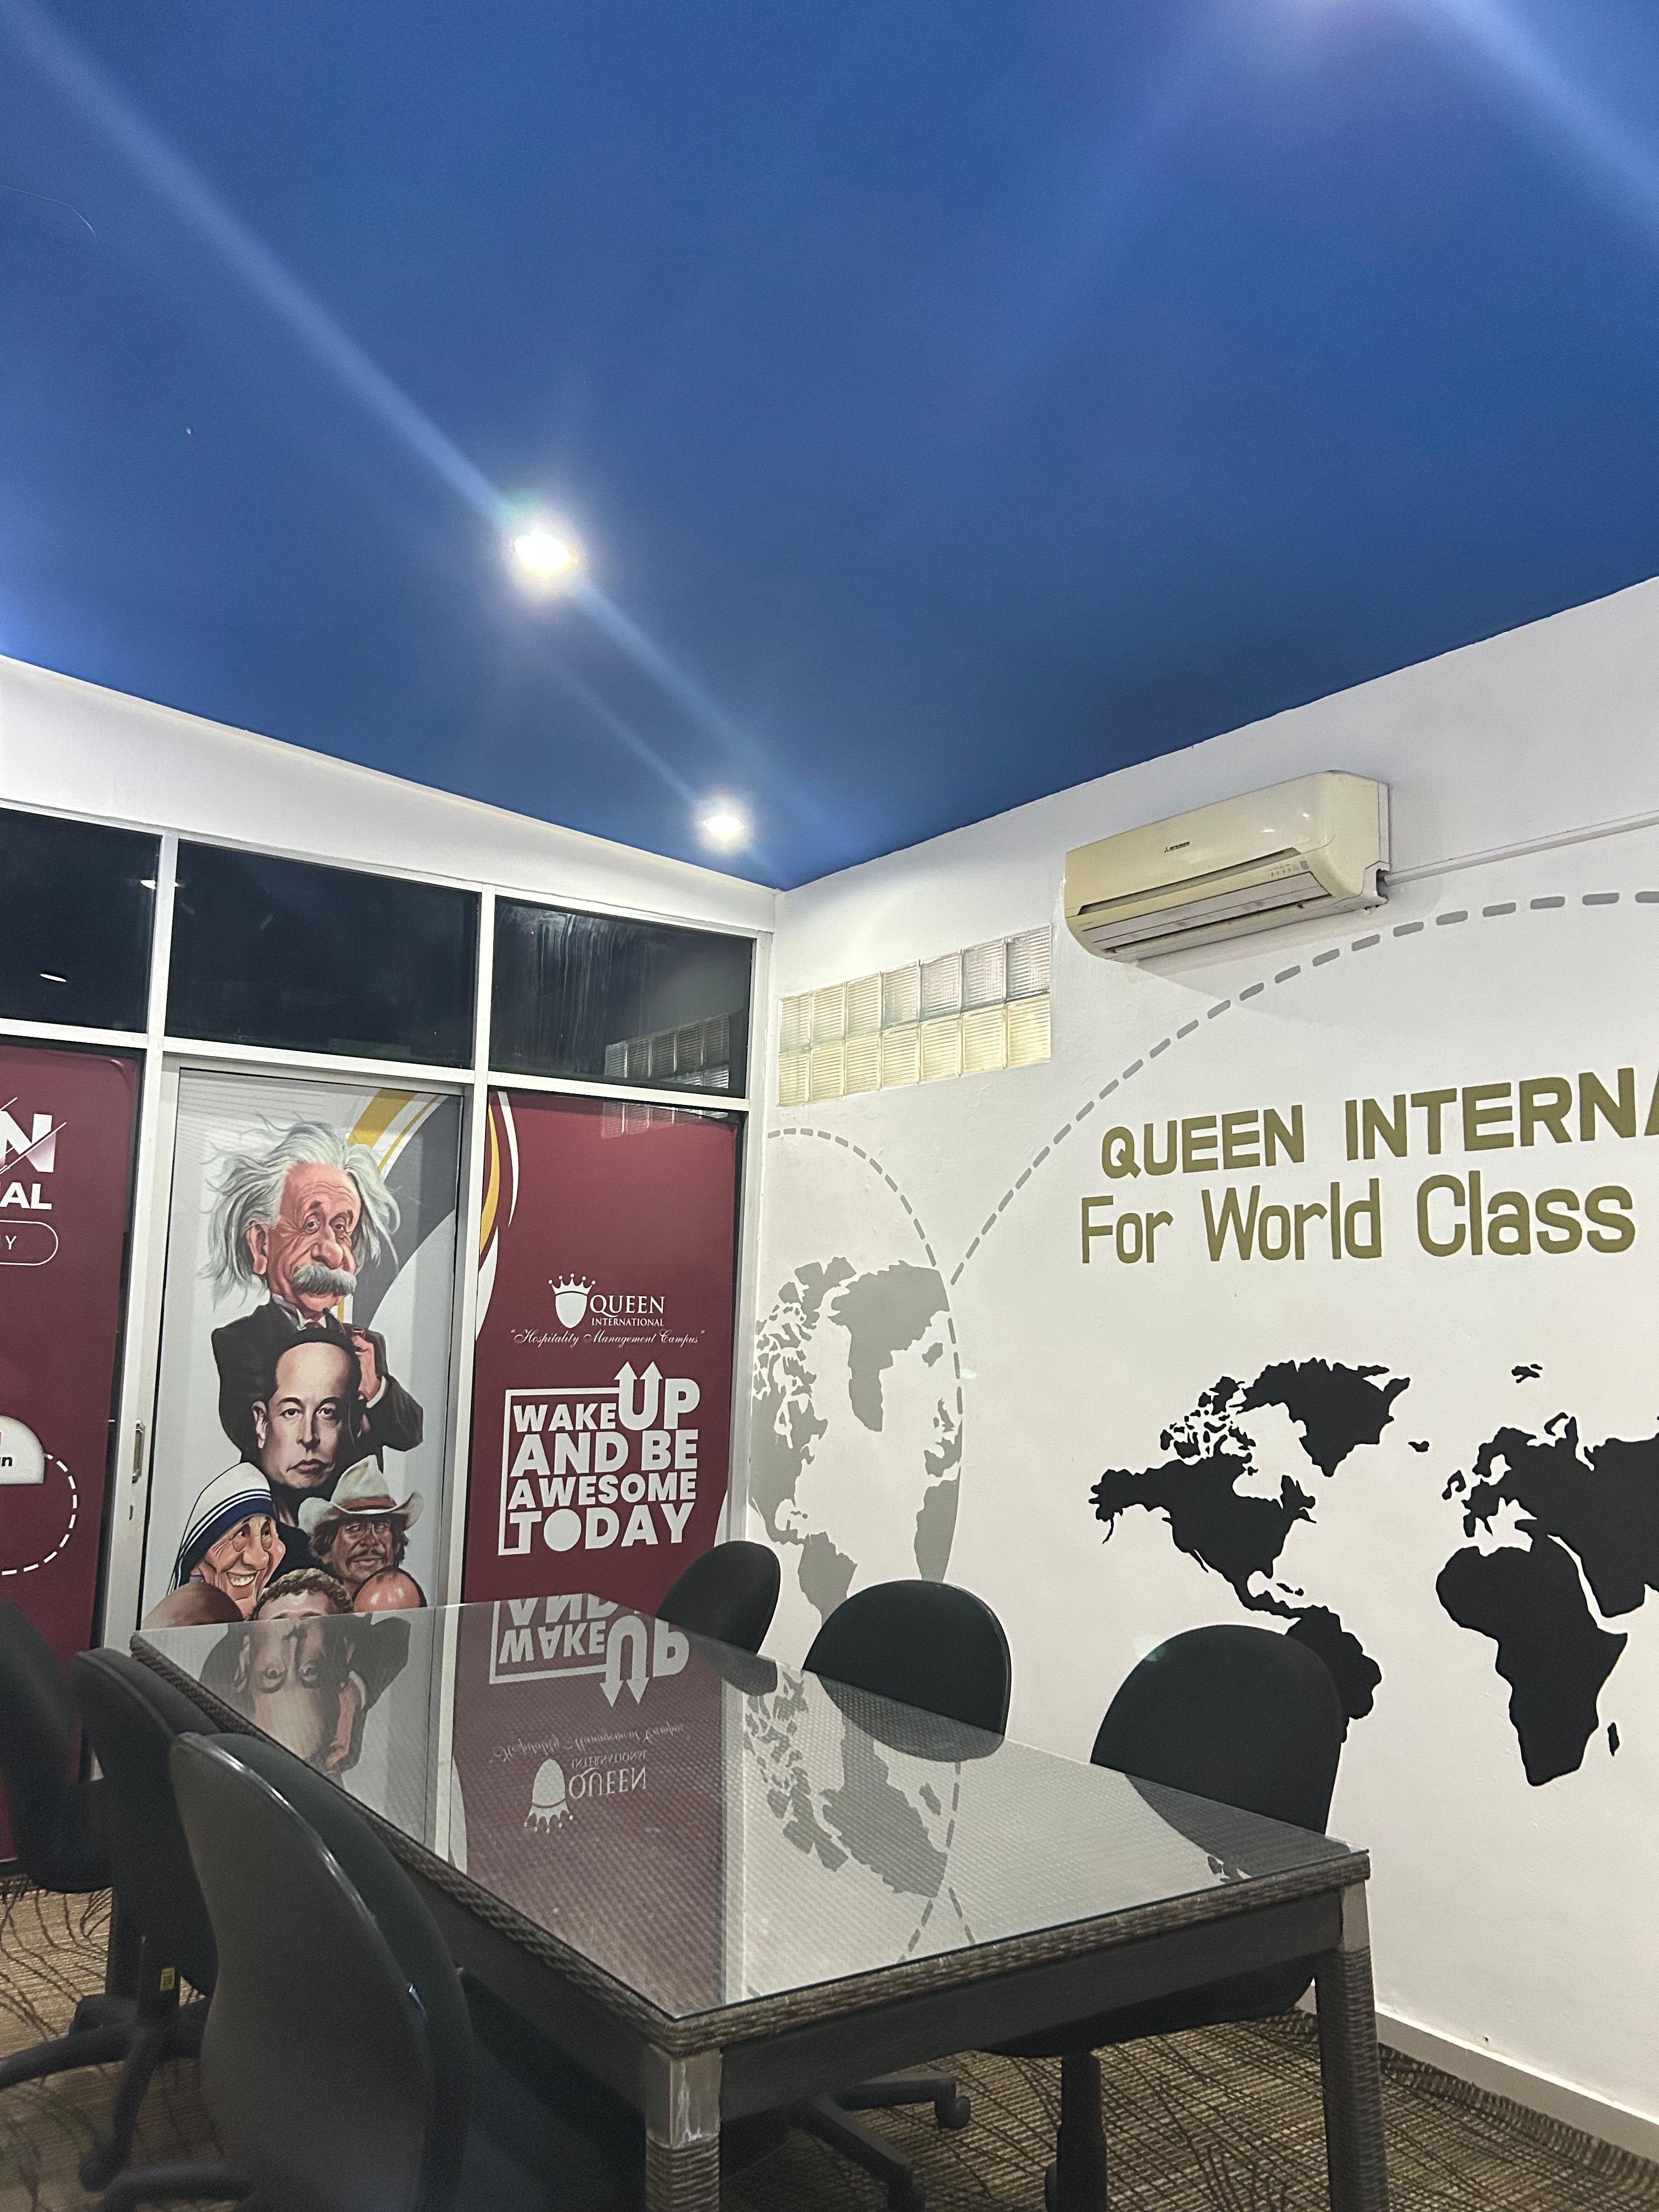 QUEEN INTERNA
For World Class
N
AL
Y
n
QUEEN
INTERNATIONAL
"Hospitality Management Campus"
WAKE UP
AND BE
AWESOME
TODAY